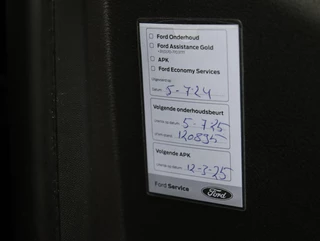 Ford Onderhoud
Ford Assistance Gold
APK
Ford Economy Services
Datum 5-7-24
Volgende onderhoudsbeurt
5-7-25
120835
Volgende APK
12-3-25
Ford Service
Ford